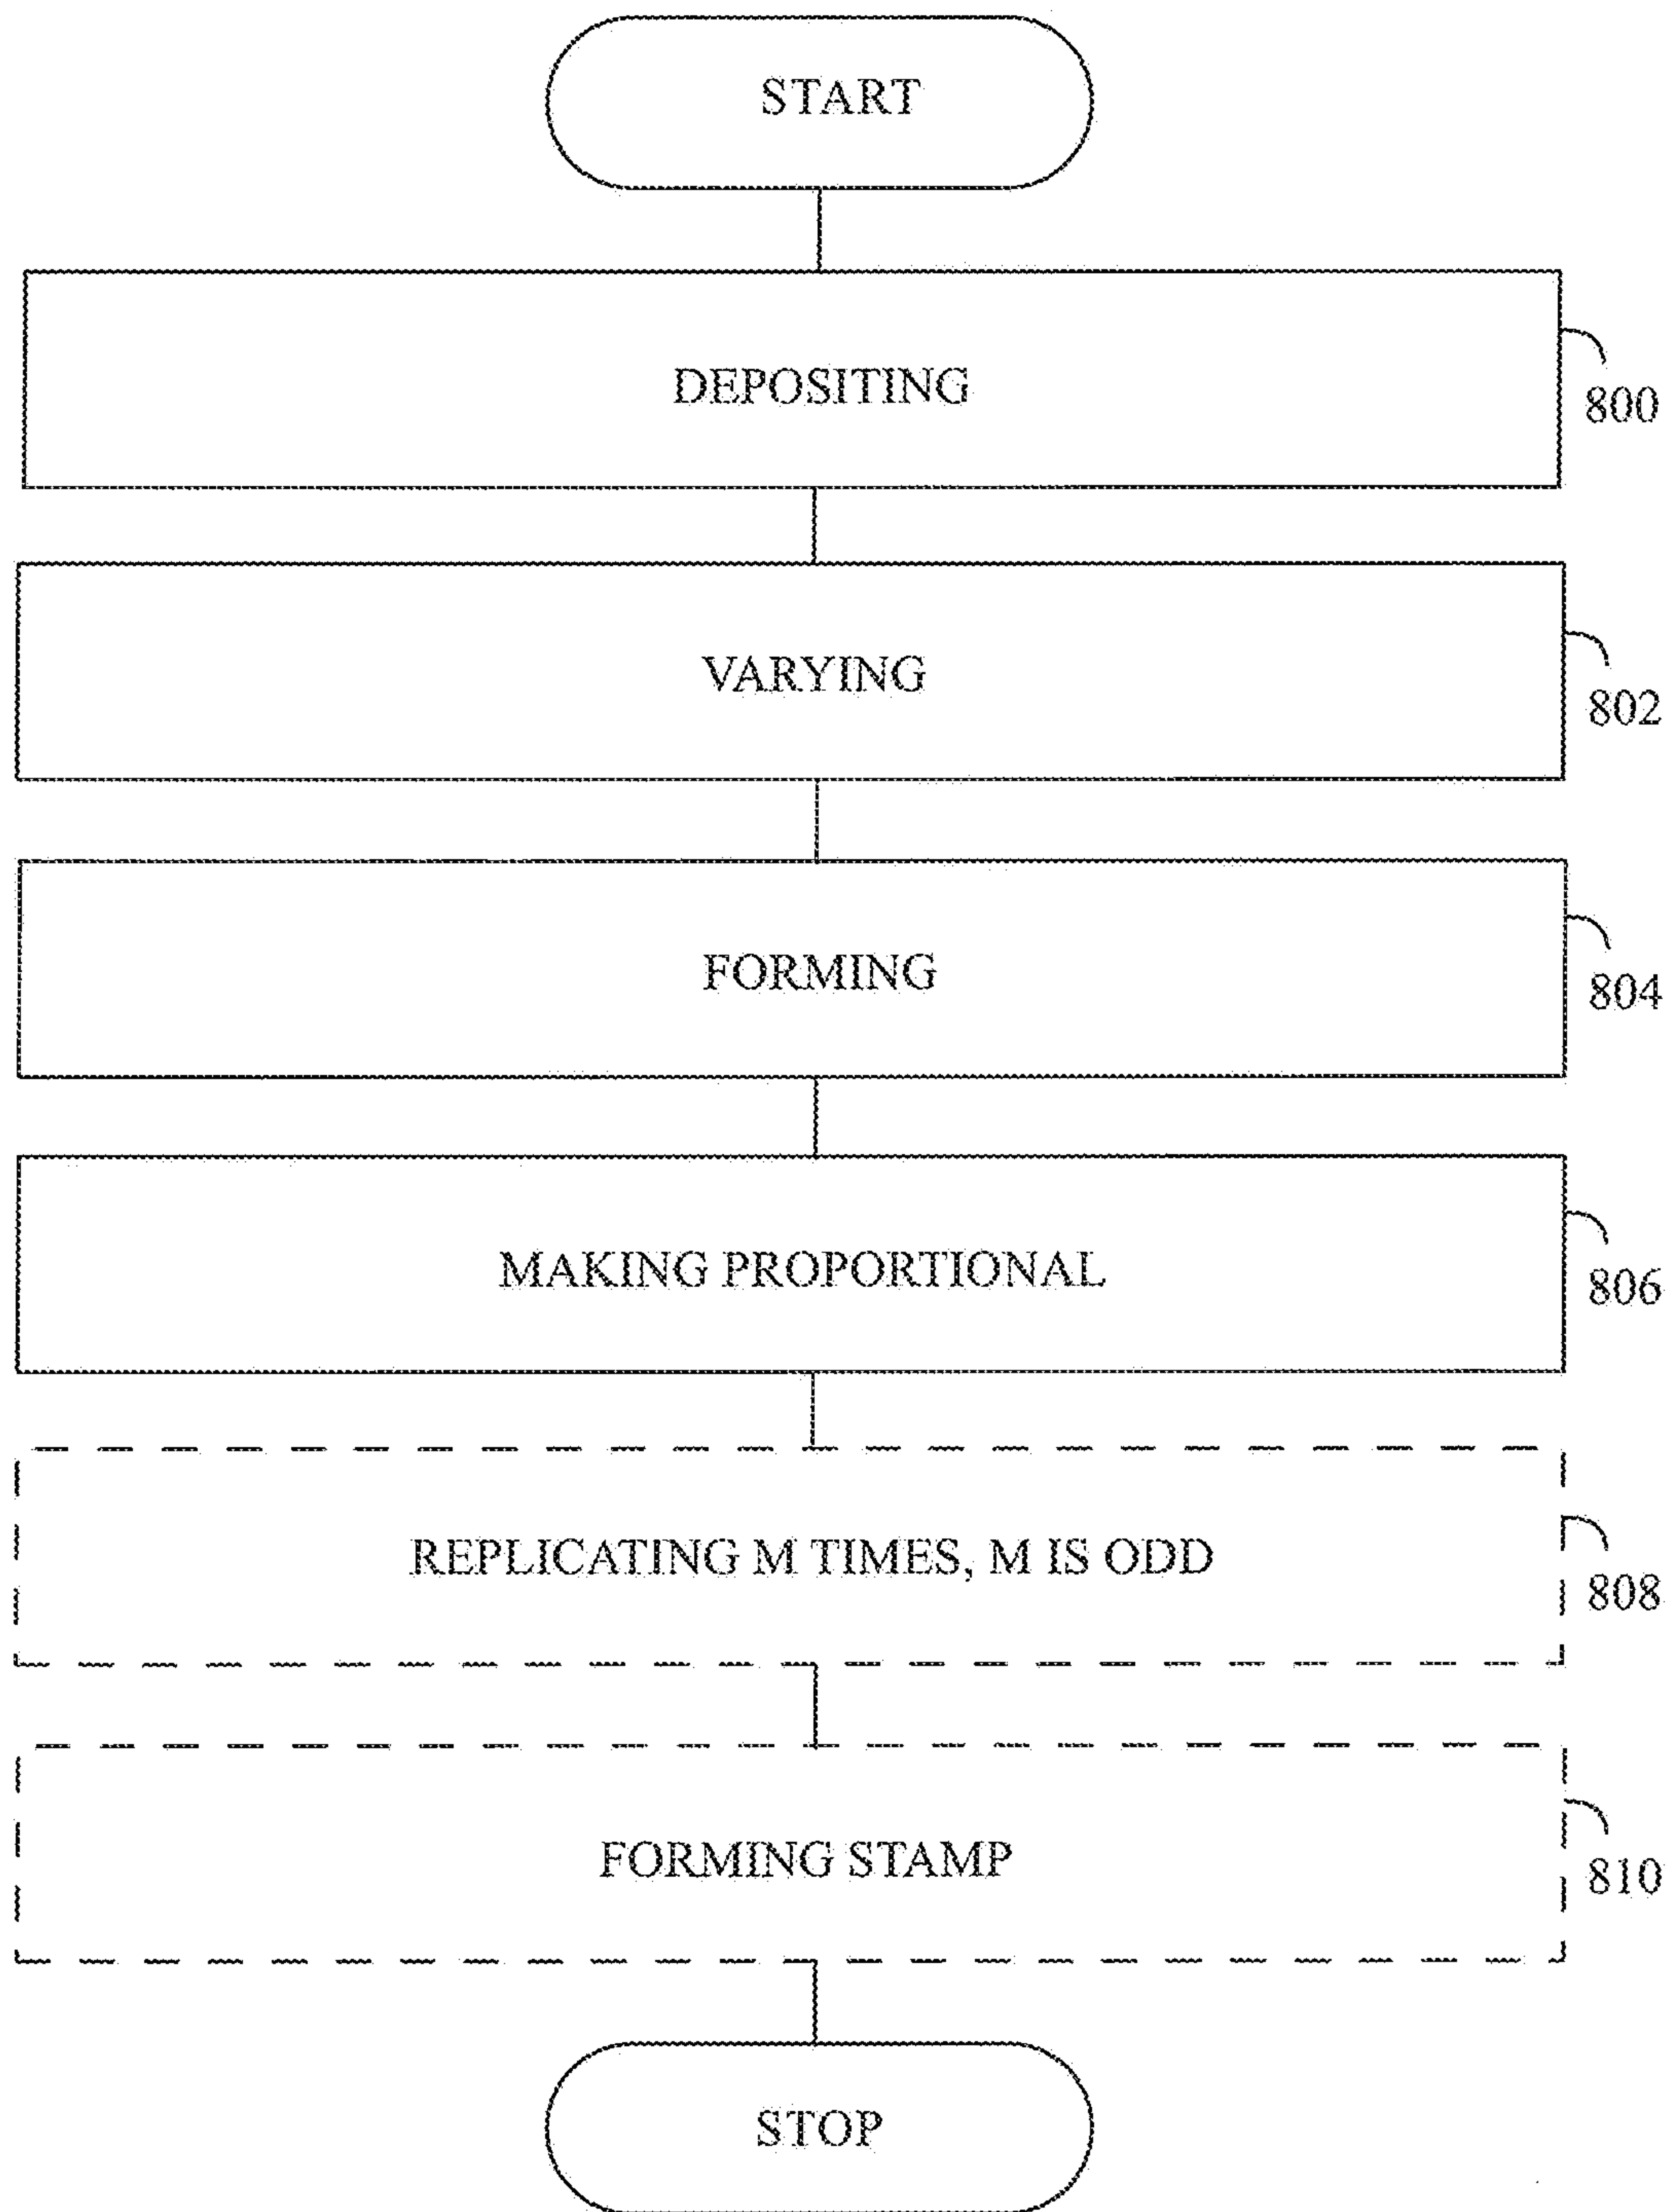 START
DEPOSITING
800
VARYING
802
FORMING
804
MAKING PROPORTIONAL
806
REPLICATING M TIMES, M IS ODD
808
FORMING STAMP
810
STOP